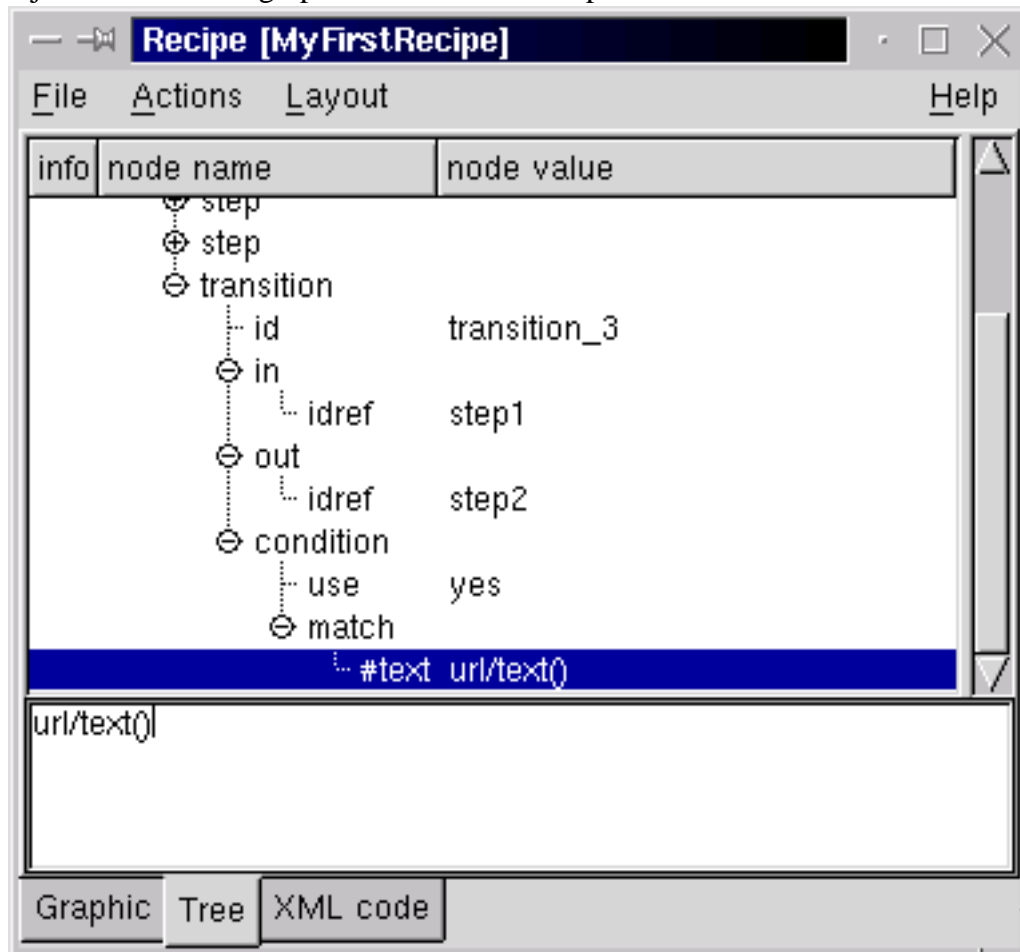 Recipe [MyFirstRecipe]
File Actions Layout Help
info node name node value
step
step
transition
id transition_3
in
idref step1
out
idref step2
condition
use yes
match
#text url/text()
url/text()
Graphic Tree XML code